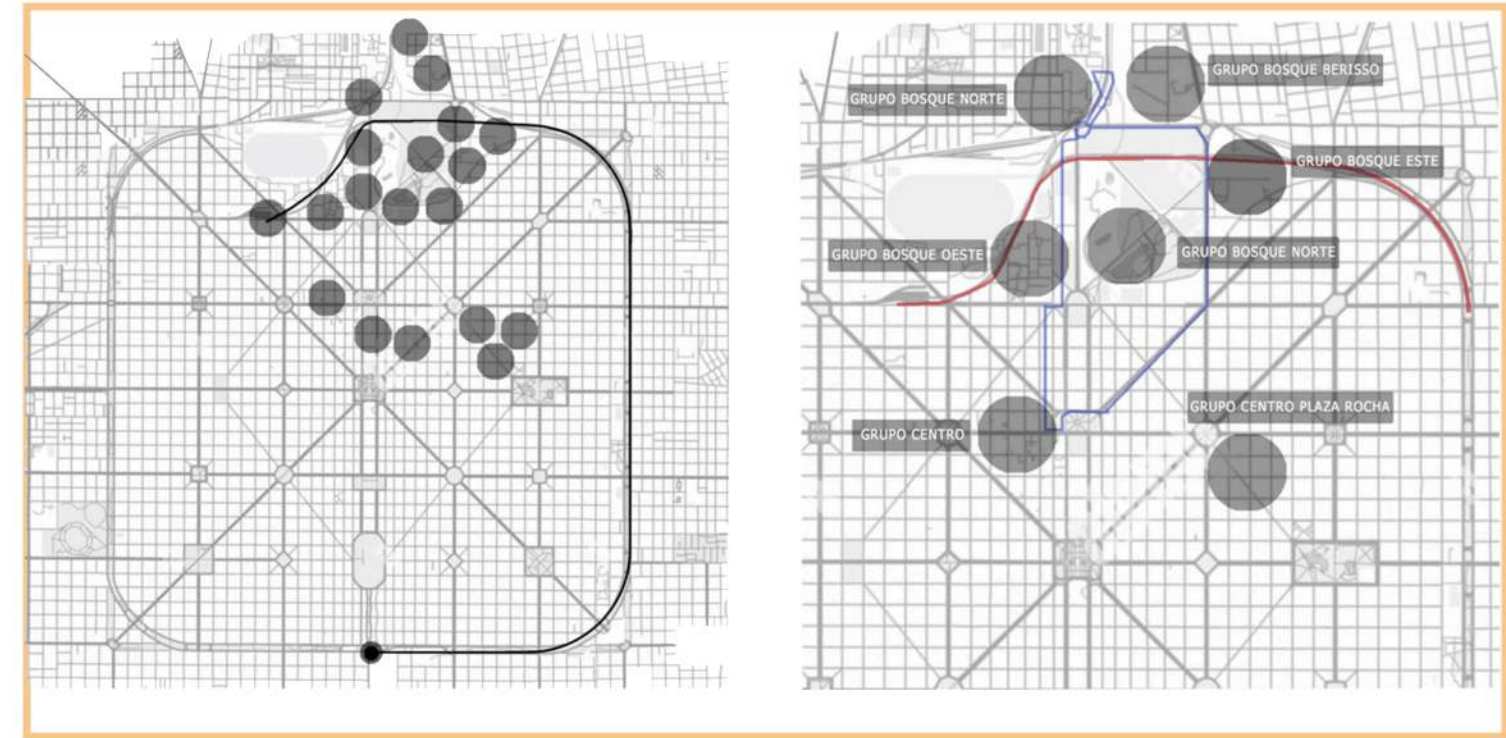 GRUPO BOSQUE BERISSO
GRUPO BOSQUE NORTE
GRUPO BOSQUE ESTE
GRUPO BOSQUE OESTE
GRUPO BOSQUE NORTE
GRUPO CENTRO PLAZA ROCHA
GRUPO CENTRO